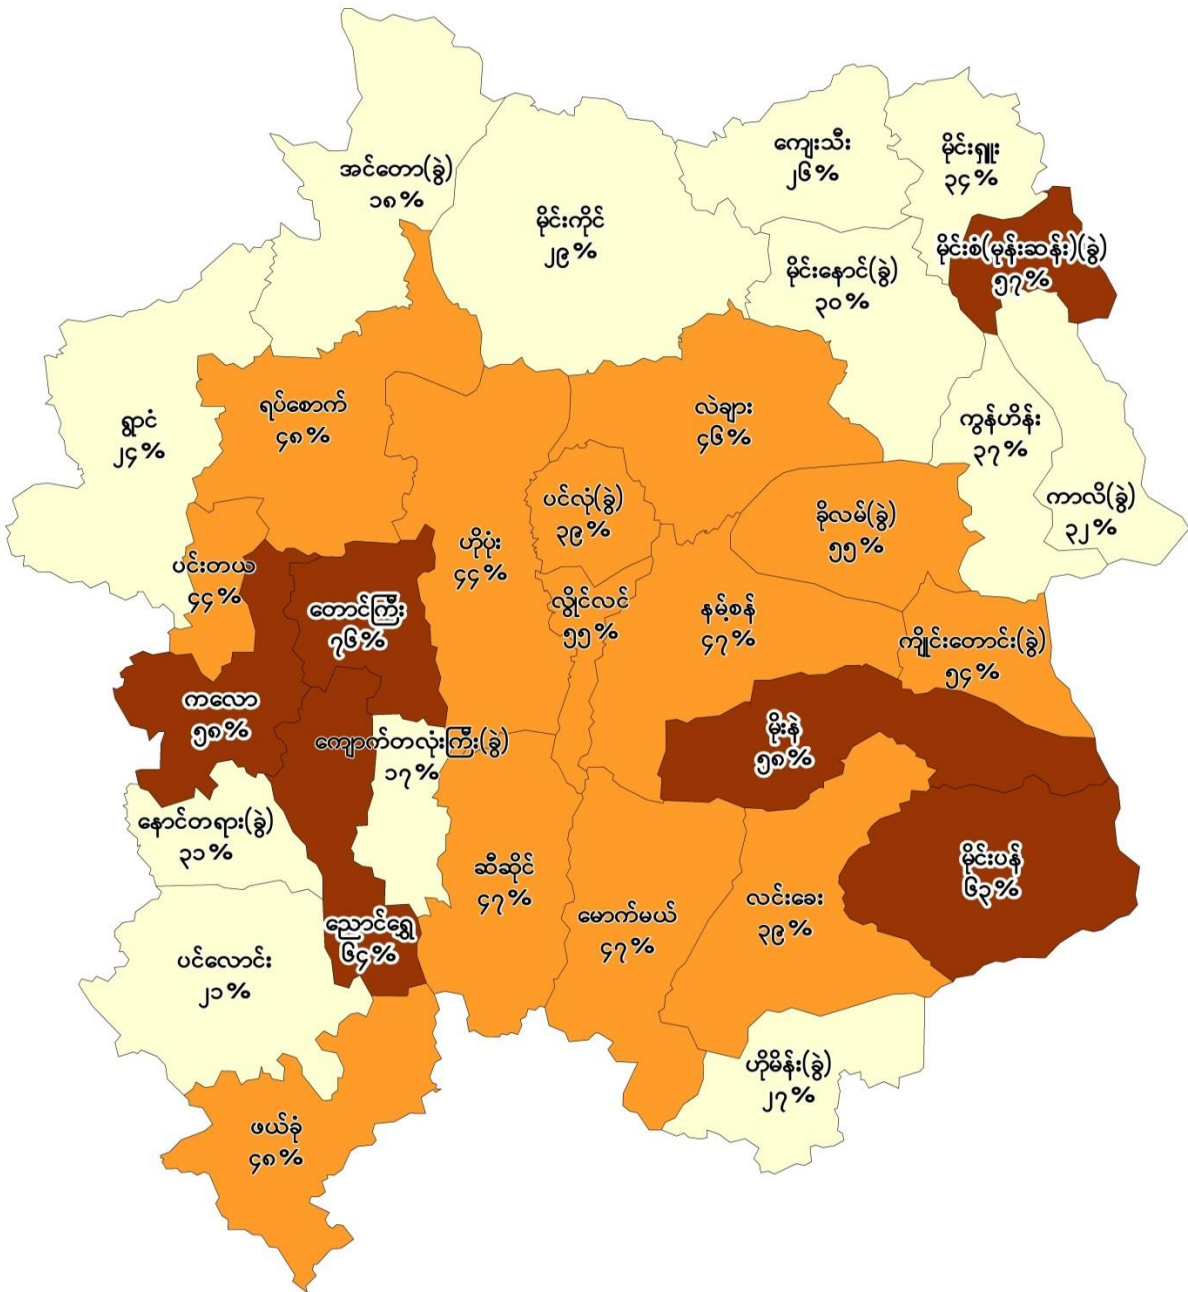 ကျေးသီး
၂၆%
မိုင်းရှူး
၃၄%
အင်တော(ခွဲ)
၁၈%
မိုင်းကိုင်
၂၉%
မိုင်းစံ(မုန်းဆန်း)(ခွဲ)
၅၇%
မိုင်းနောင်(ခွဲ)
၃၀%
ရွာငံ
၂၄%
ရပ်စောက်
၄၈%
လဲချား
၄၆%
ကွန်ဟိန်း
၃၇%
ပင်လုံ(ခွဲ)
၃၉%
ခိုလမ်(ခွဲ)
၅၅%
ကာလိ(ခွဲ)
၃၂%
ပင်းတယ
၄၄%
ဟိုပုံး
၄၄%
တောင်ကြီး
၇၆%
လွိုင်လင်
၅၅%
နမ့်စန်
၄၇%
ကျိုင်းတောင်း(ခွဲ)
၅၄%
ကလော
၅၈%
ကျောက်တလုံးကြီး(ခွဲ)
၁၇%
မိုးနဲ
၅၈%
နောင်တရား(ခွဲ)
၃၁%
ဆီဆိုင်
၄၇%
မိုင်းပန်
၆၃%
ညောင်ရွှေ
၆၄%
မောက်မယ်
၄၇%
လင်းခေး
၃၉%
ပင်လောင်း
၂၁%
ဟိုမိန်း(ခွဲ)
၂၇%
ဖယ်ခုံ
၄၈%